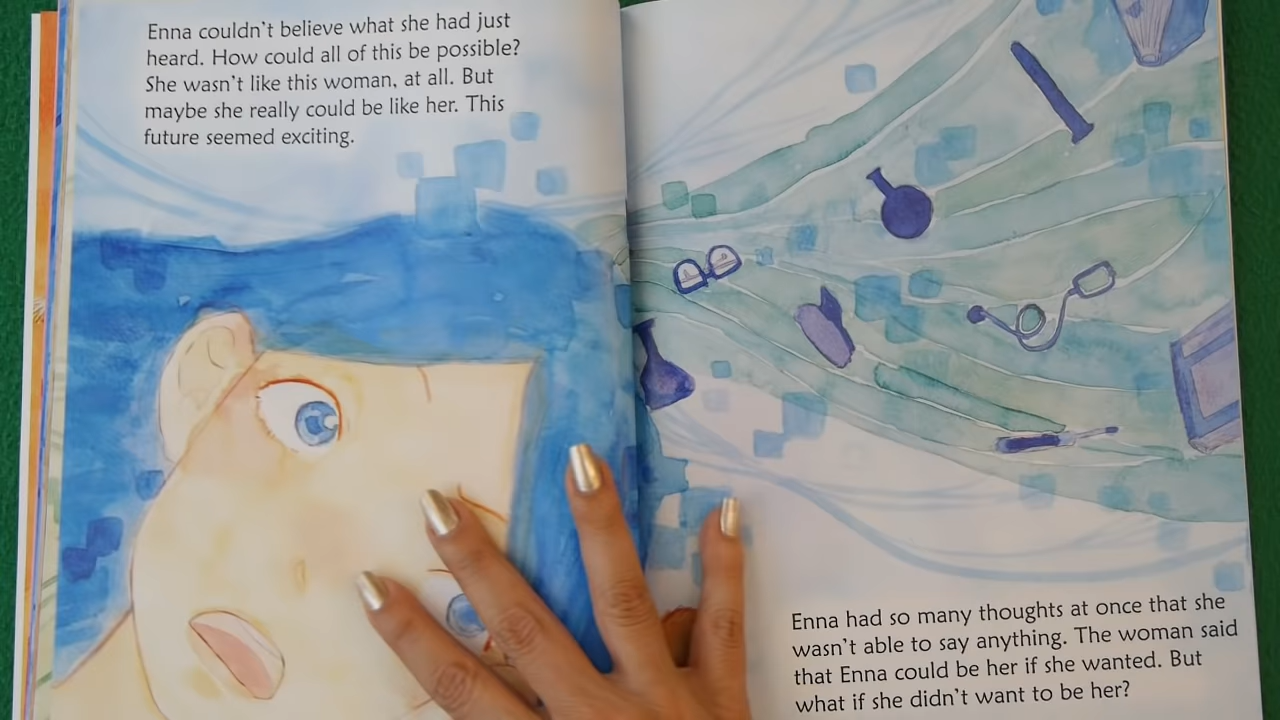 Enna couldn't believe what she had just
heard. How could all of this be possible?
She wasn't like this woman, at all. But
maybe she really could be like her. This
future seemed exciting.
Enna had so many thoughts at once that she
wasn't able to say anything. The woman said
that Enna could be her if she wanted. But
what if she didn't want to be her?